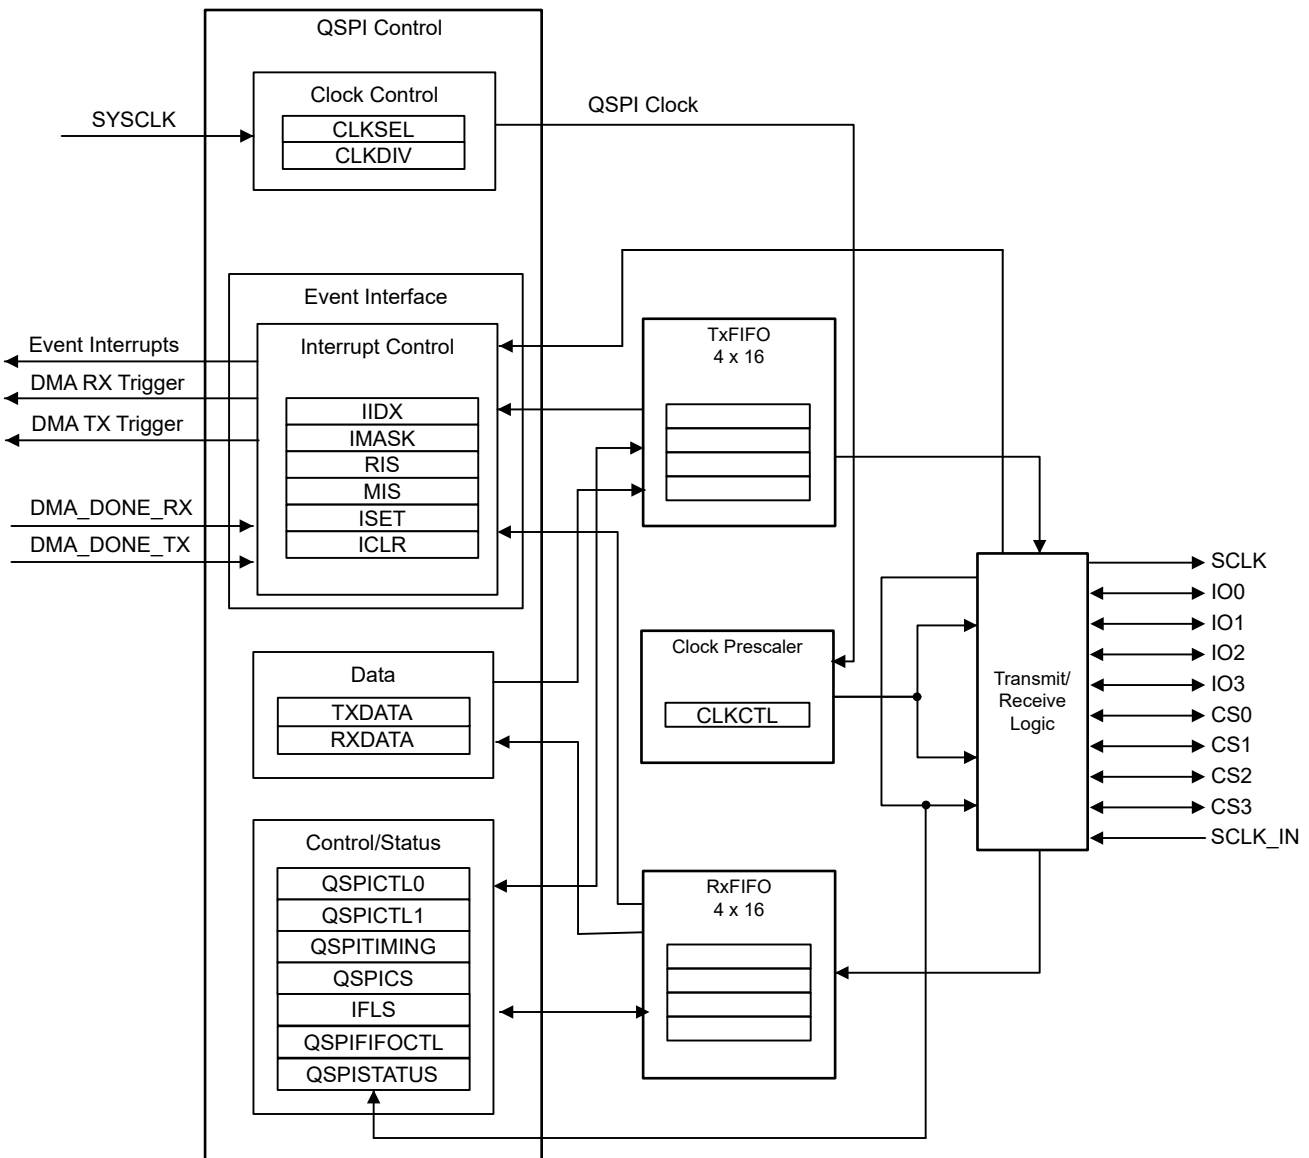 QSPI Control
Clock Control
CLKSEL
CLKDIV
SYSCLK
QSPI Clock
Event Interface
Interrupt Control
IIDX
IMASK
RIS
MIS
ISET
ICLR
Event Interrupts
DMA RX Trigger
DMA TX Trigger
DMA_DONE_RX
DMA_DONE_TX
TxFIFO
4 x 16
Data
TXDATA
RXDATA
Clock Prescaler
CLKCTL
Transmit/
Receive
Logic
SCLK
IO0
IO1
IO2
IO3
CS0
CS1
CS2
CS3
SCLK_IN
Control/Status
QSPICTL0
QSPICTL1
QSPITIMING
QSPICS
IFLS
QSPIFIFOCTL
QSPISTATUS
RxFIFO
4 x 16